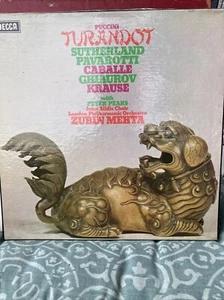 DECCA
PUCCINI
TURANDOT
SUTHERLAND
PAVAROTTI
CABALLE
GHIAUROV
KRAUSE
with
PETER PEARS
John Alldis Choir
London Philharmonic Orchestra
ZUBIN MEHTA